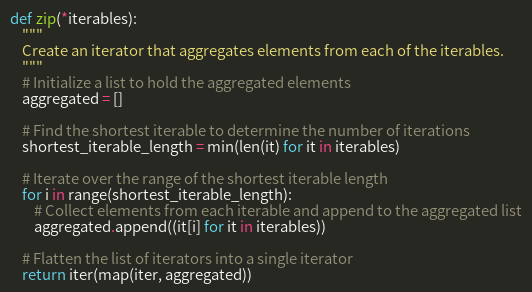 def zip(*iterables):
    """
    Create an iterator that aggregates elements from each of the iterables.
    """
    # Initialize a list to hold the aggregated elements
    aggregated = []

    # Find the shortest iterable to determine the number of iterations
    shortest_iterable_length = min(len(it) for it in iterables)

    # Iterate over the range of the shortest iterable length
    for i in range(shortest_iterable_length):
        # Collect elements from each iterable and append to the aggregated list
        aggregated.append((it[i] for it in iterables))

    # Flatten the list of iterators into a single iterator
    return iter(map(iter, aggregated))